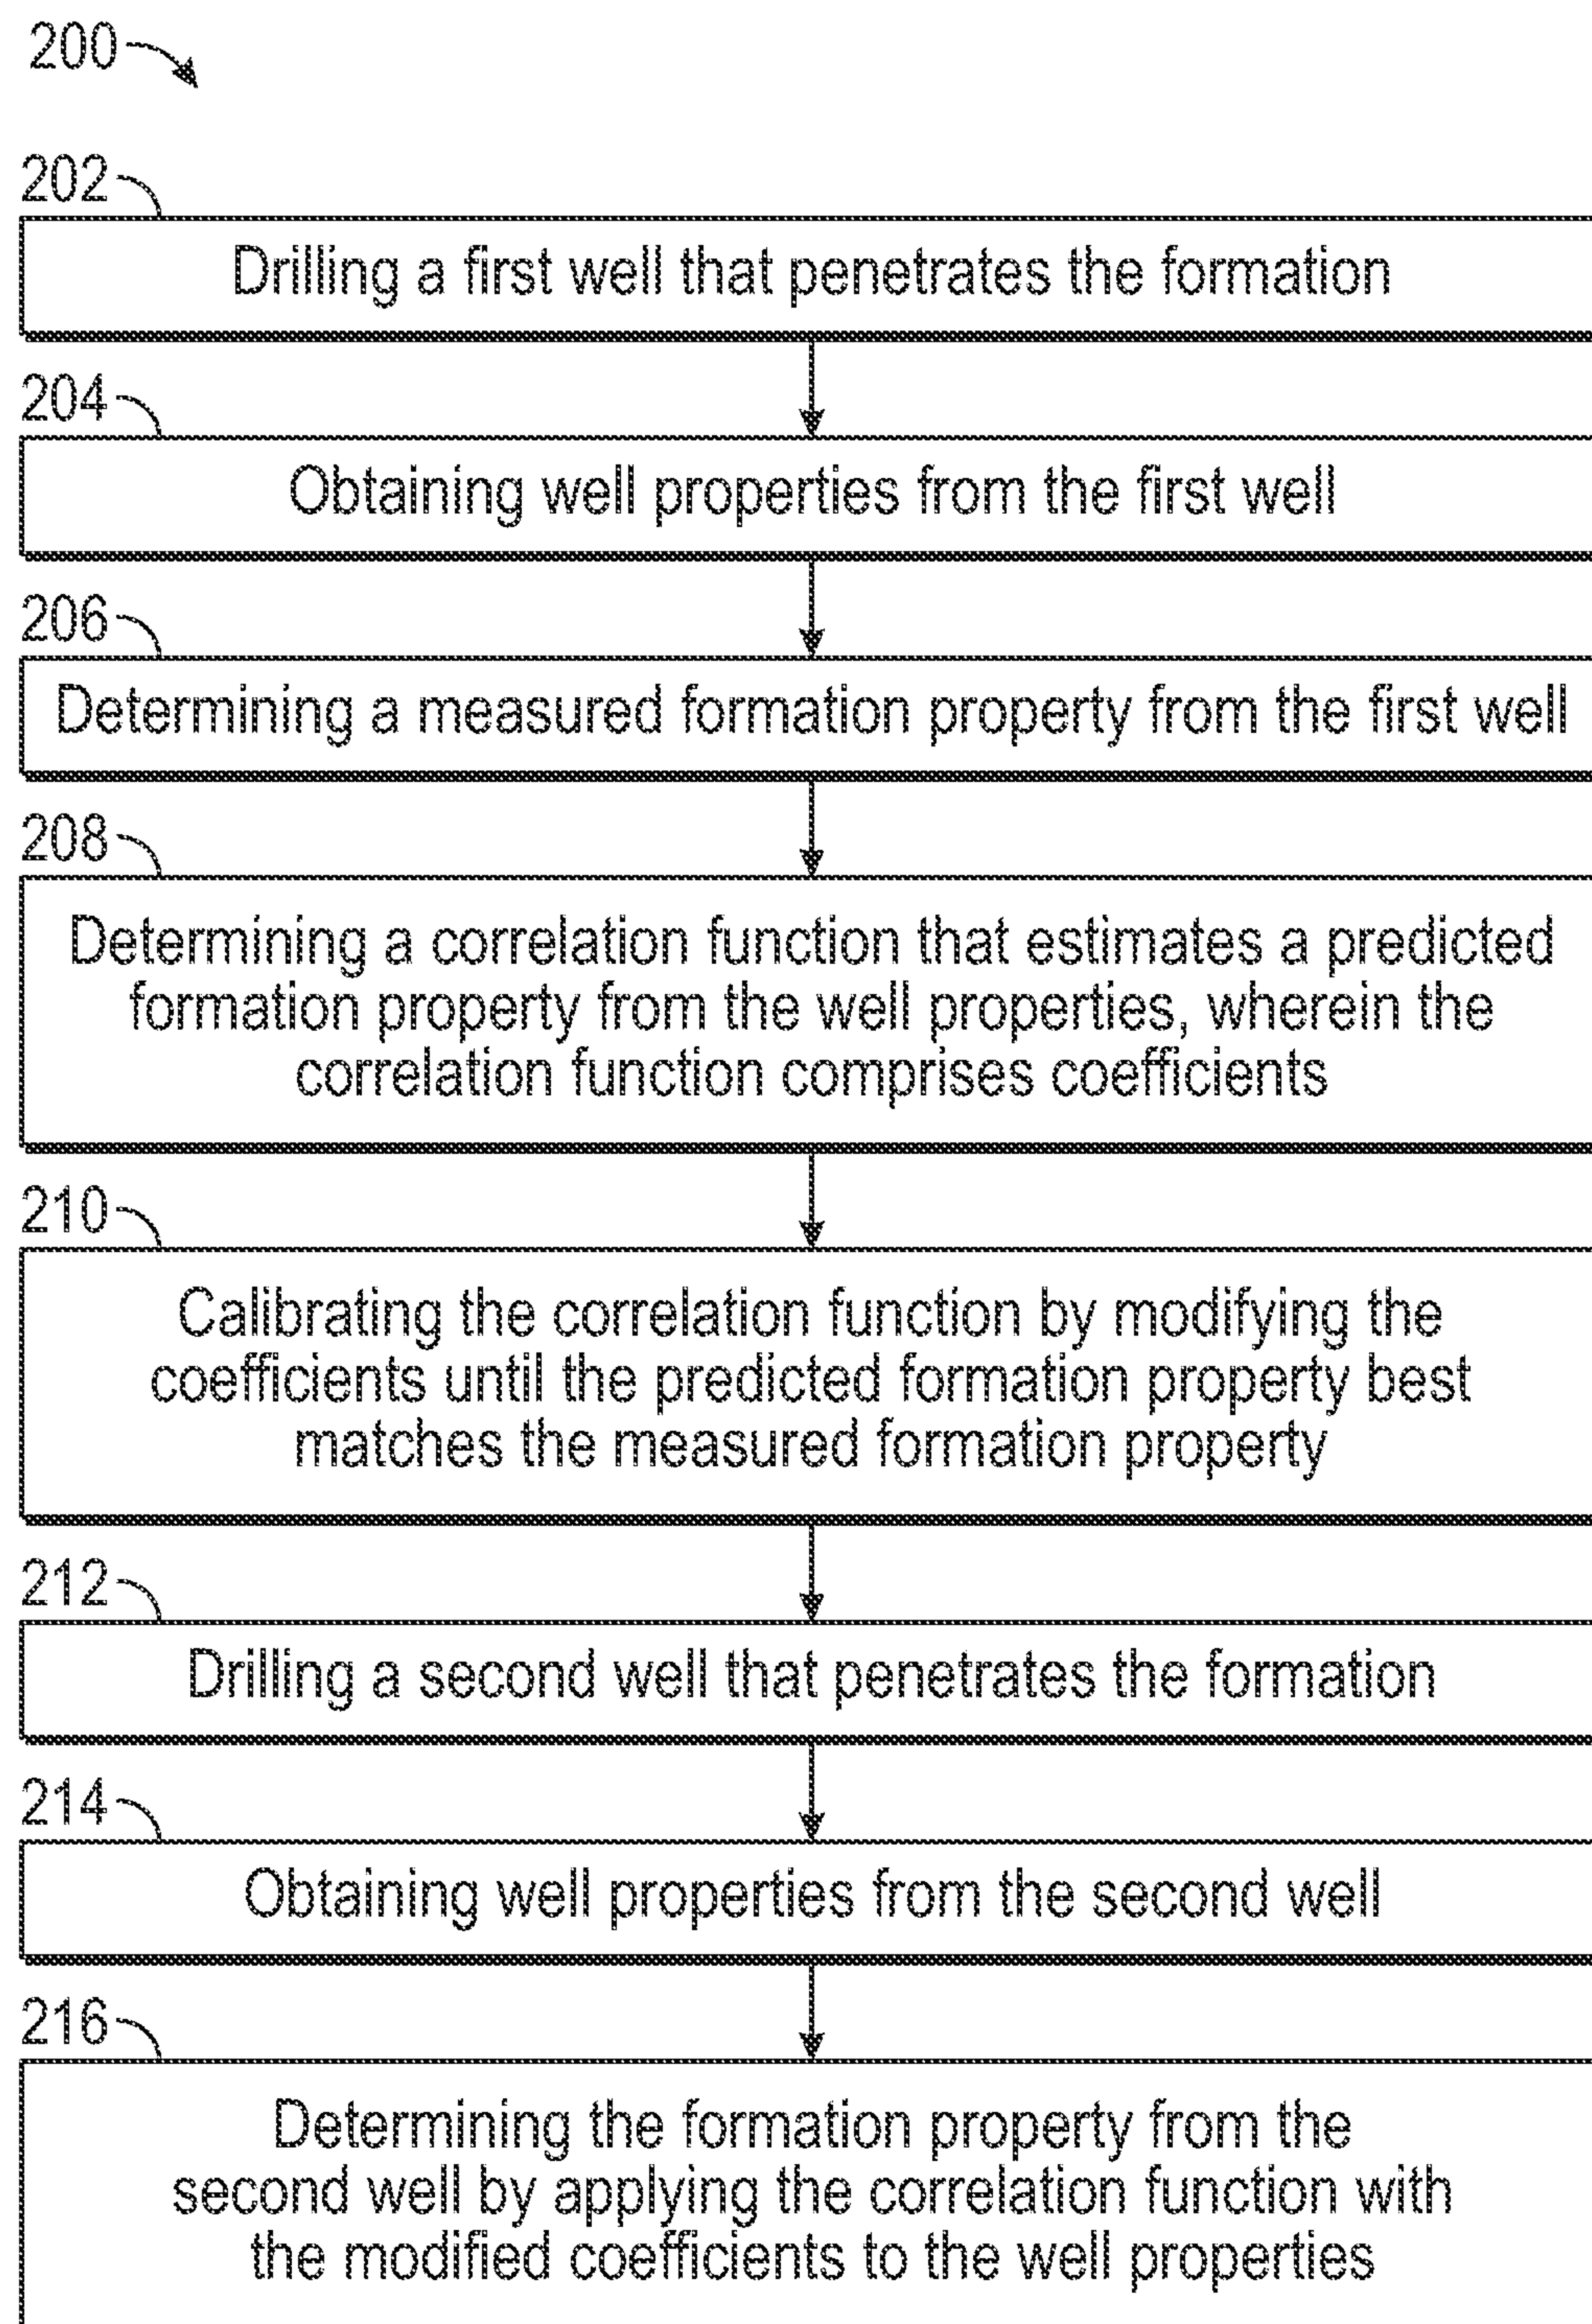 200
202
Drilling a first well that penetrates the formation
204
Obtaining well properties from the first well
206
Determining a measured formation property from the first well
208
Determining a correlation function that estimates a predicted
formation property from the well properties, wherein the
correlation function comprises coefficients
210
Calibrating the correlation function by modifying the
coefficients until the predicted formation property best
matches the measured formation property
212
Drilling a second well that penetrates the formation
214
Obtaining well properties from the second well
216
Determining the formation property from the
second well by applying the correlation function with
the modified coefficients to the well properties